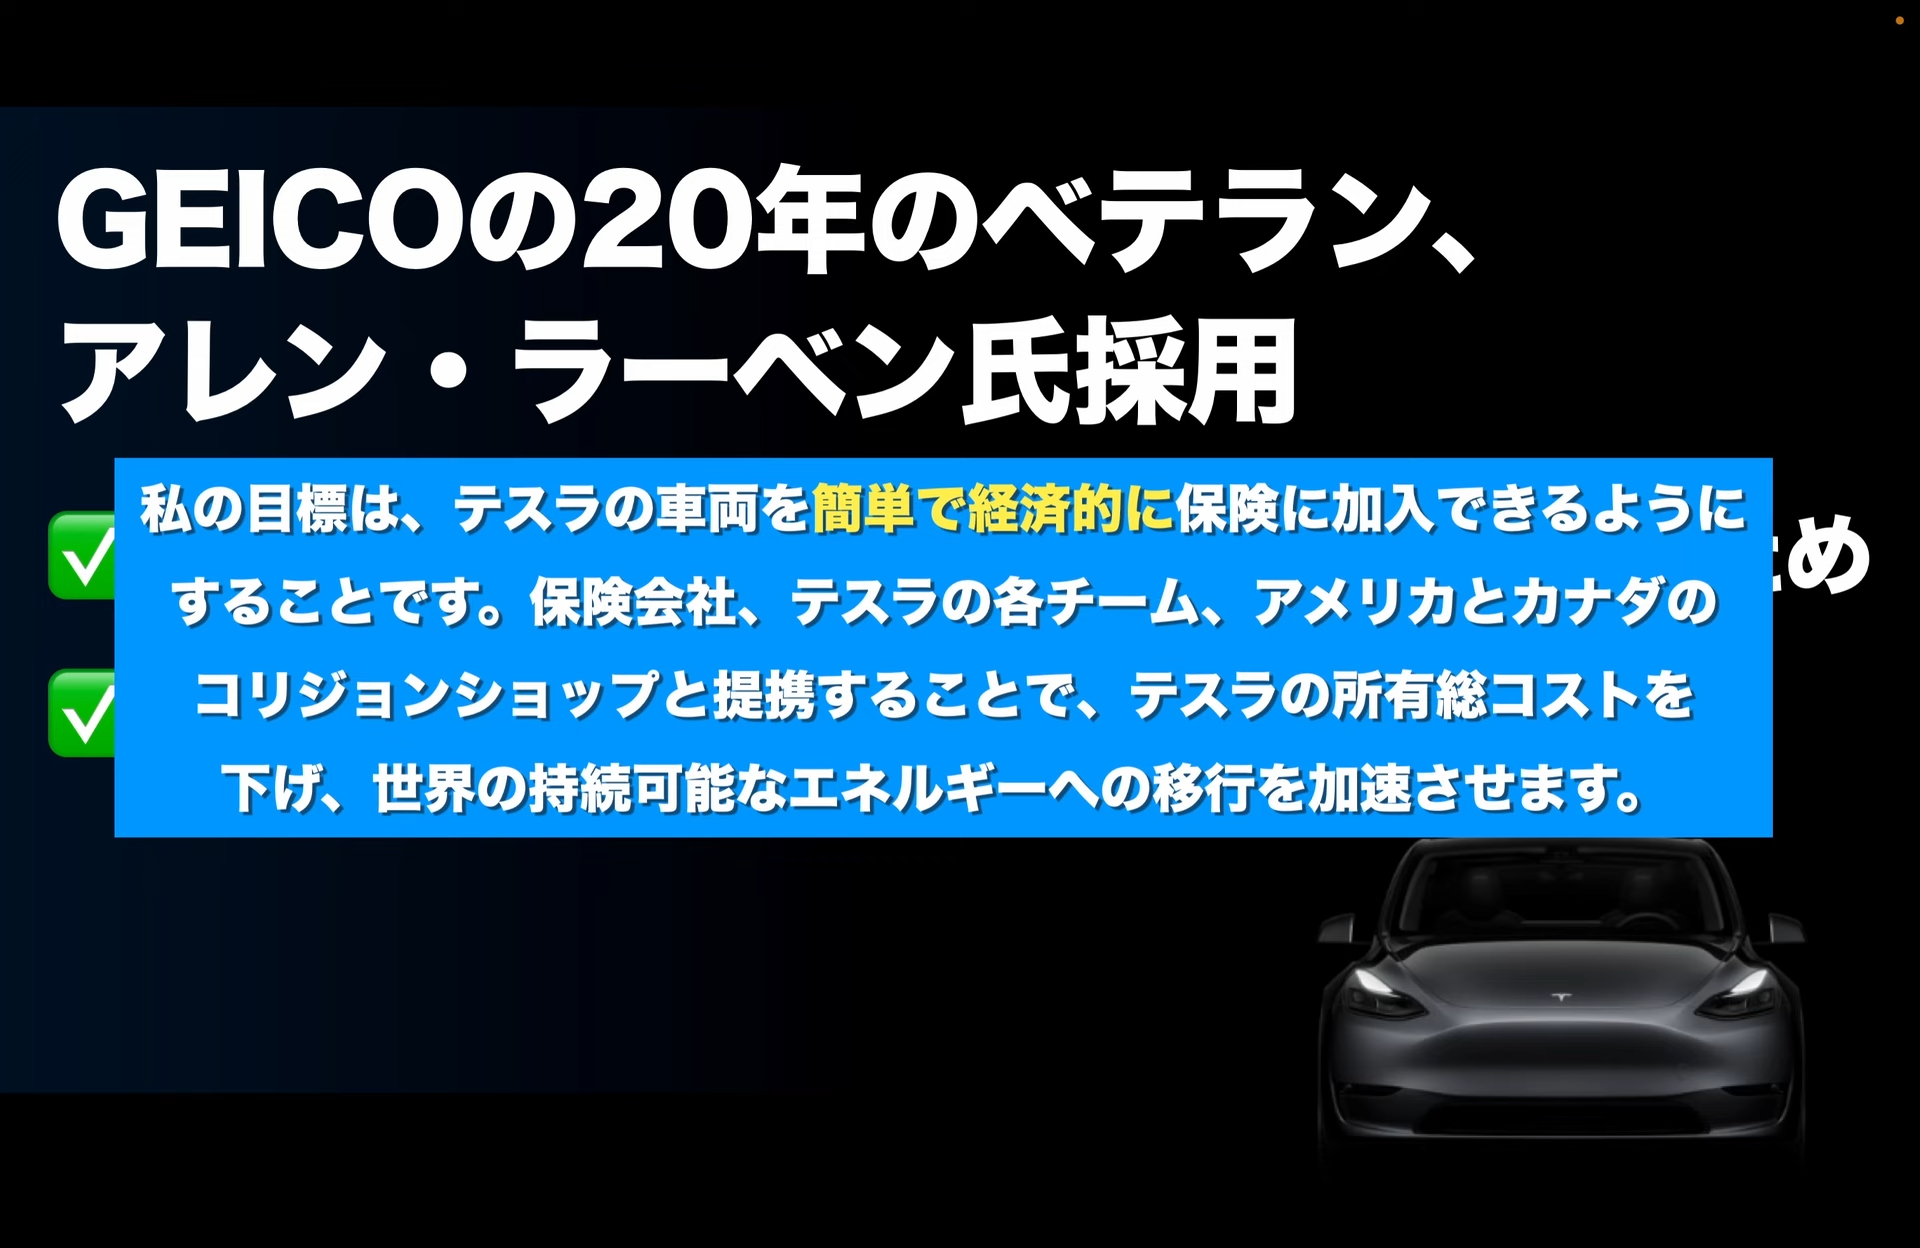 GEICOの20年のベテラン、
アレン・ラーベン氏採用
私の目標は、テスラの車両を簡単で経済的に保険に加入できるように
することです。保険会社、テスラの各チーム、アメリカとカナダの
コリジョンショップと提携することで、テスラの所有総コストを
下げ、世界の持続可能なエネルギーへの移行を加速させます。
め